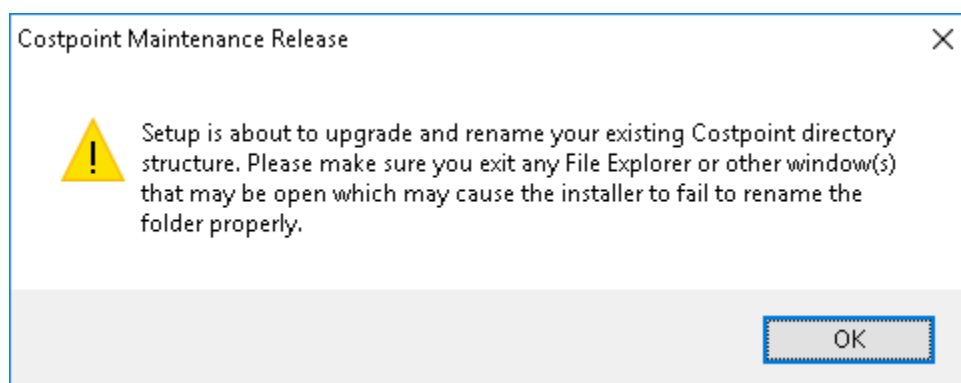 Costpoint Maintenance Release
Setup is about to upgrade and rename your existing Costpoint directory
structure. Please make sure you exit any File Explorer or other window(s)
that may be open which may cause the installer to fail to rename the
folder properly.
OK